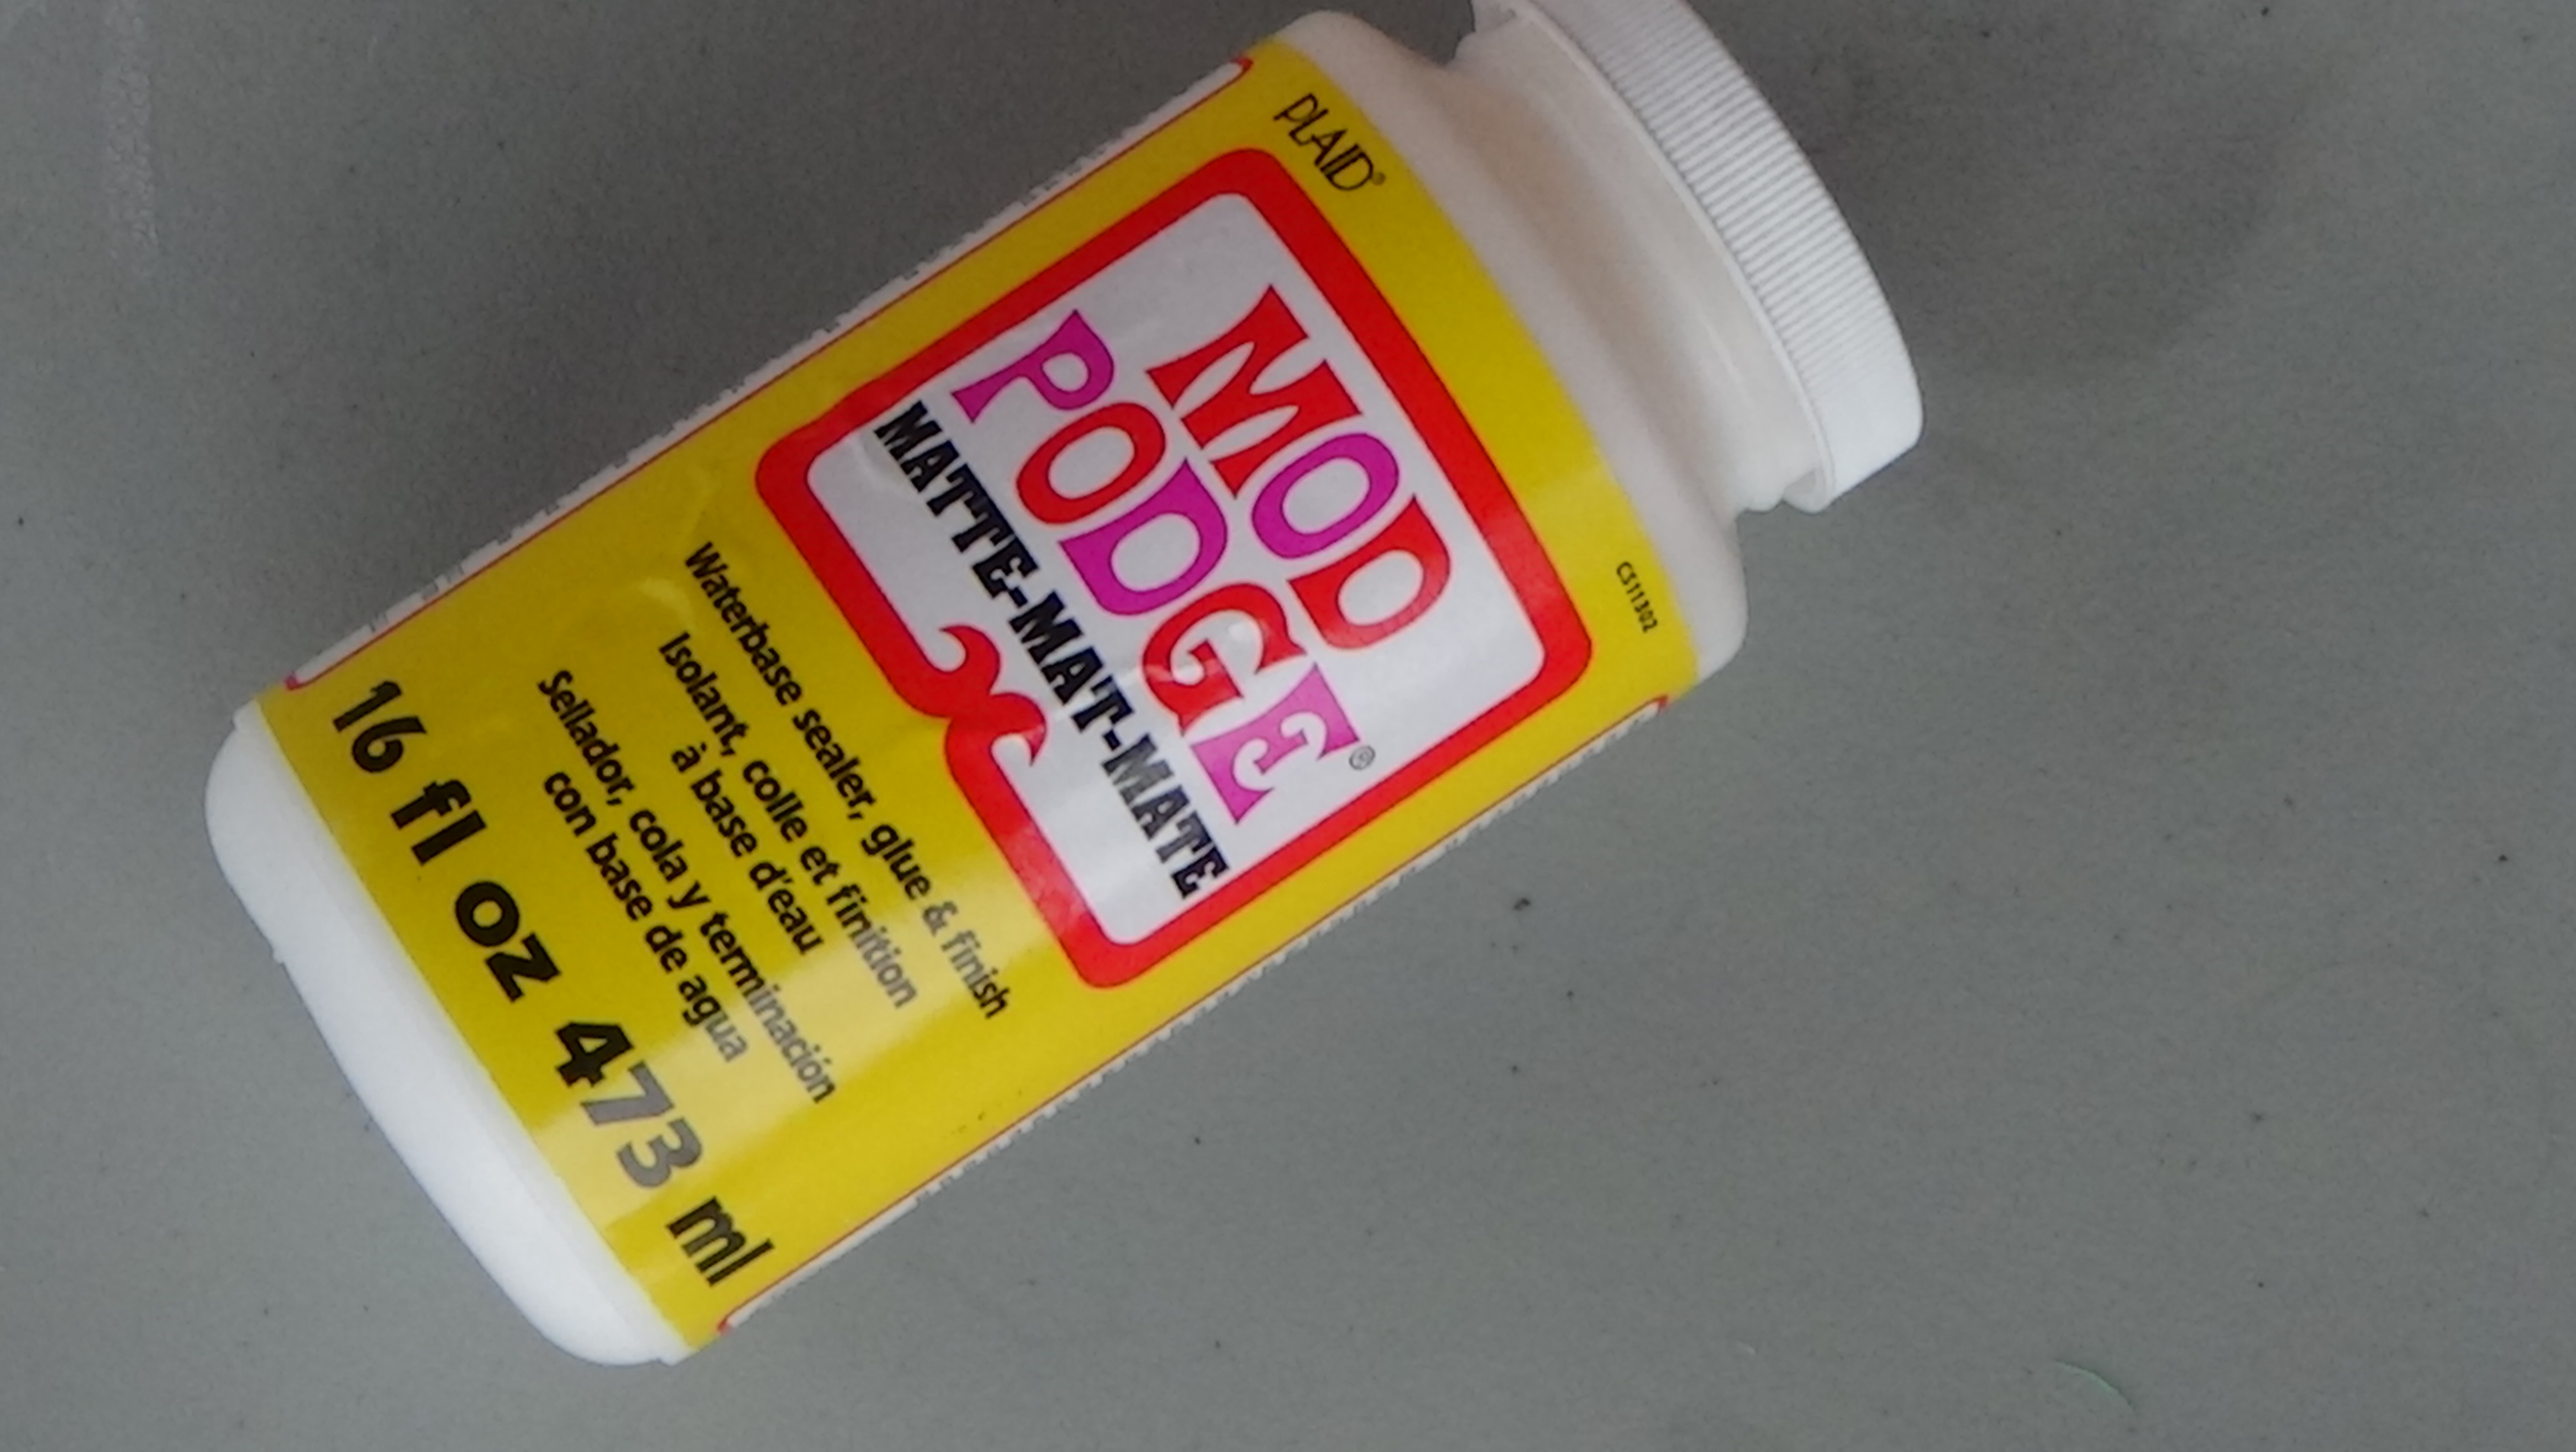 PLAID®
CS11302
MOD
PODGE®
MATTE-MAT-MATE
Waterbase sealer, glue & finish
Isolant, colle et finition
à base d'eau
Sellador, cola y terminación
con base de agua
16 fl oz 473 ml